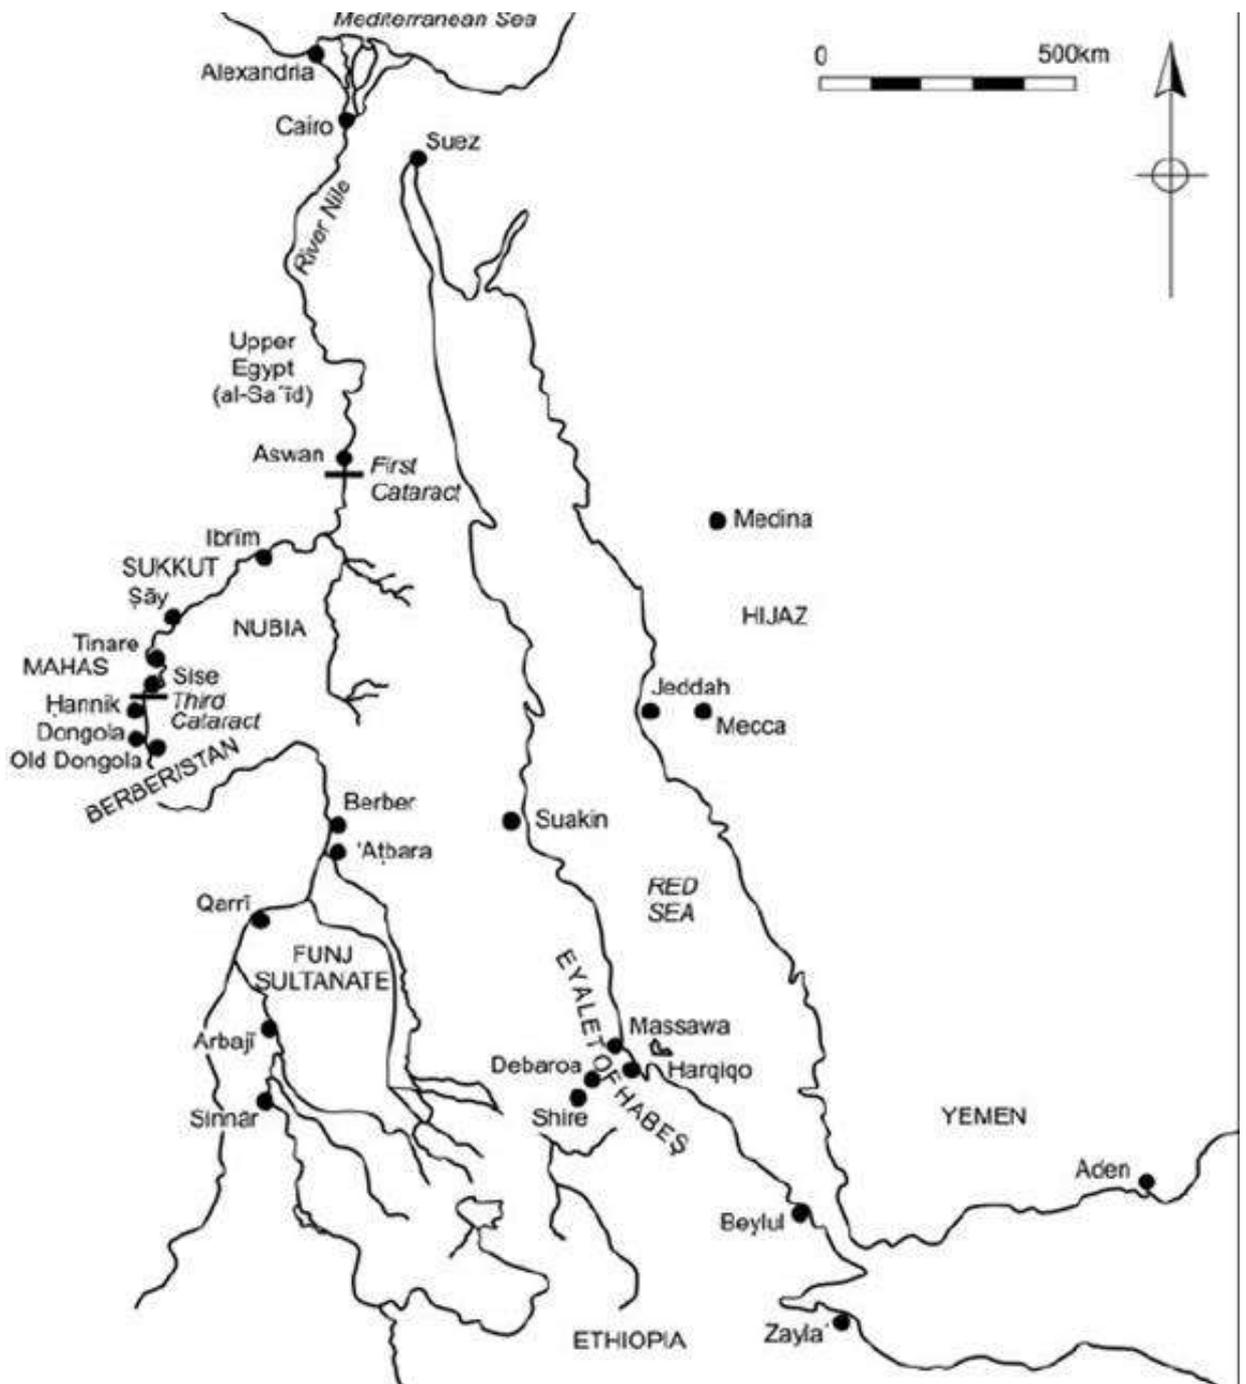 Mediterranean Sea
0 500km
Alexandria
Cairo
Suez
River Nile
Upper
Egypt
(al-Sa῾īd)
Aswan
First
Cataract
Medina
Ibrīm
SUKKUT
Ṣāy
NUBIA
HIJAZ
Tinare
MAHAS
Sise
Ḥannik
Third
Cataract
Jeddah
Mecca
Dongola
Old Dongola
BERBERISTAN
Berber
Suakin
'Aṭbara
RED
SEA
Qarrī
FUNJ
SULTANATE
EYALET OF HABEŞ
Arbajī
Massawa
Debaroa
Harqiqo
Sinnār
Shire
YEMEN
Aden
Beylul
ETHIOPIA
Zayla῾